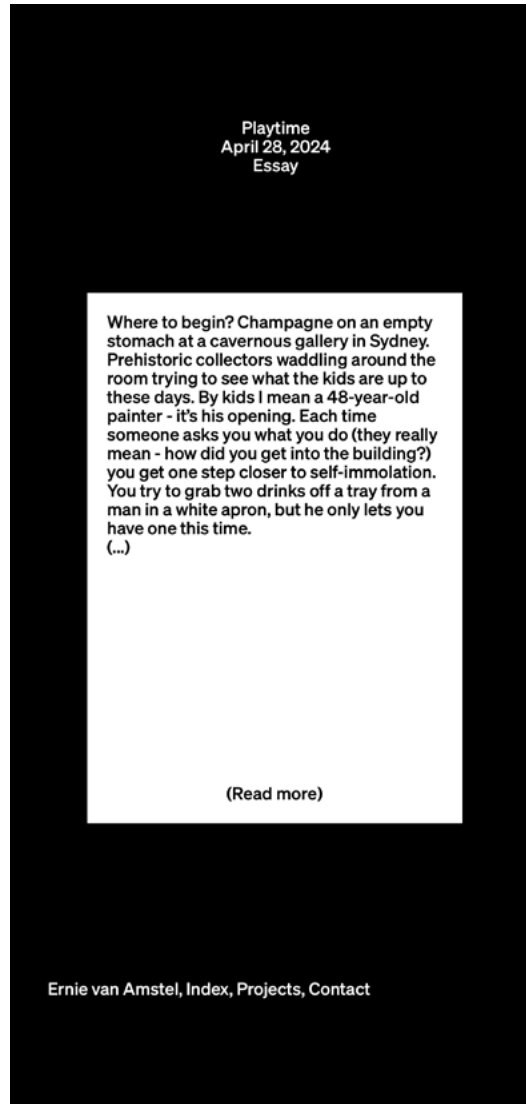 Playtime
April 28, 2024
Essay
Where to begin? Champagne on an empty
stomach at a cavernous gallery in Sydney.
Prehistoric collectors waddling around the
room trying to see what the kids are up to
these days. By kids I mean a 48-year-old
painter - it's his opening. Each time
someone asks you what you do (they really
mean - how did you get into the building?)
you get one step closer to self-immolation.
You try to grab two drinks off a tray from a
man in a white apron, but he only lets you
have one this time.
(...)
(Read more)
Ernie van Amstel, Index, Projects, Contact